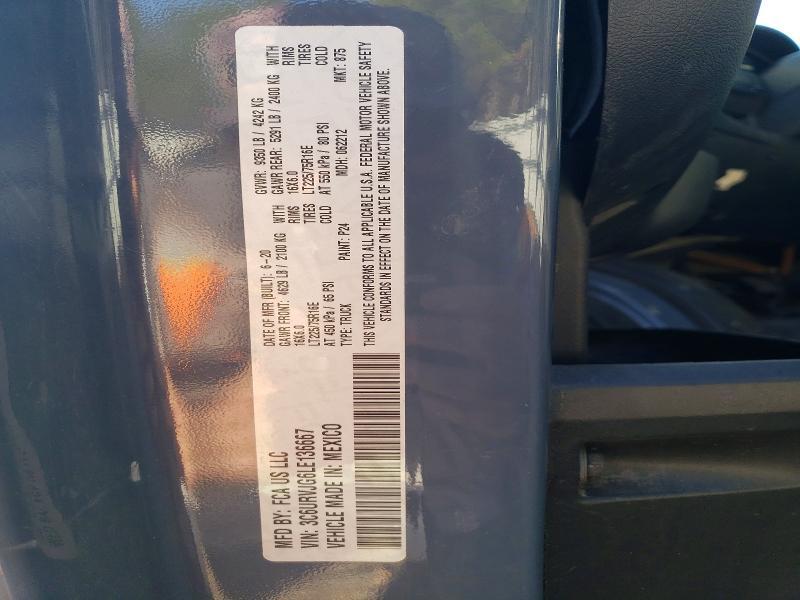 MFD BY: FCA US LLC
VIN: 3C6URVJG6LE136667
VEHICLE MADE IN: MEXICO
DATE OF MFR (BUILT): 6-20 GVWR: 9350 LB / 4242 KG
GAWR FRONT: 4629 LB / 2100 KG WITH GAWR REAR: 5291 LB / 2400 KG WITH
16X6.0 RIMS 16X6.0 RIMS
LT225/75R16E TIRES LT225/75R16E TIRES
AT 450 kPa / 65 PSI COLD AT 550 kPa / 80 PSI COLD
TYPE: TRUCK PAINT: P24 MDH: 062212 MKT: 875
THIS VEHICLE CONFORMS TO ALL APPLICABLE U.S.A. FEDERAL MOTOR VEHICLE SAFETY
STANDARDS IN EFFECT ON THE DATE OF MANUFACTURE SHOWN ABOVE.